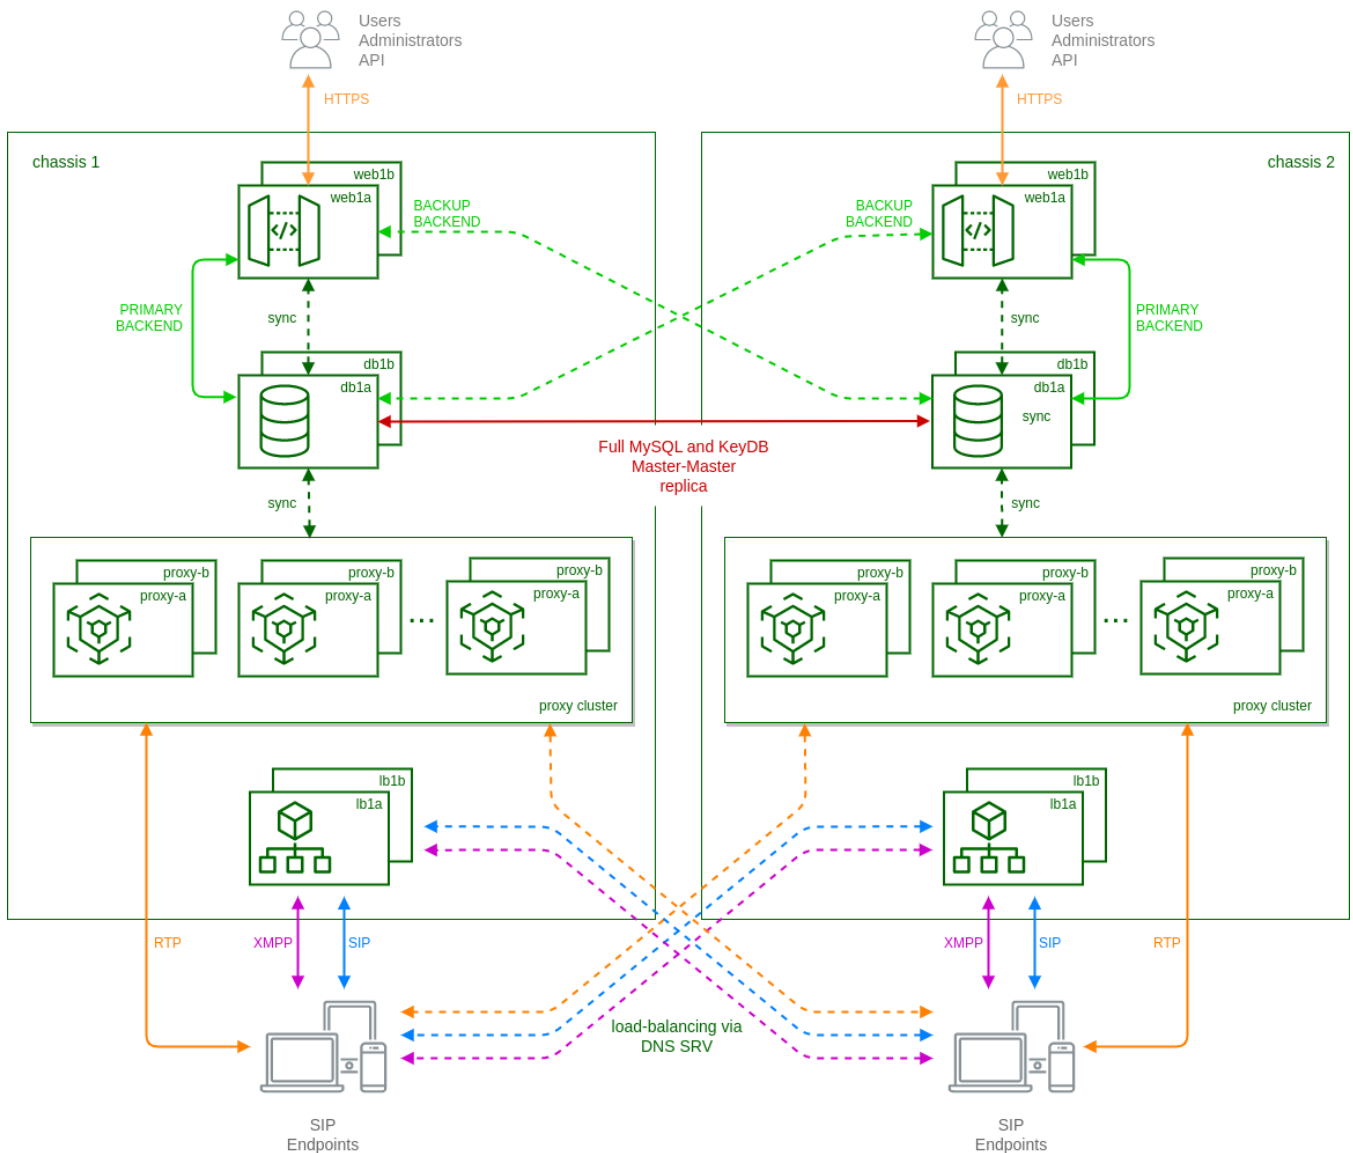 Users
Administrators
API
Users
Administrators
API
HTTPS
HTTPS
chassis 1
chassis 2
web1b
web1a
BACKUP
BACKEND
BACKUP
BACKEND
web1b
web1a
PRIMARY
BACKEND
sync
sync
PRIMARY
BACKEND
db1b
db1a
db1b
db1a
sync
Full MySQL and KeyDB
Master-Master
replica
sync
sync
proxy-b
proxy-a
proxy-b
proxy-a
...
proxy-b
proxy-a
proxy cluster
proxy-b
proxy-a
proxy-b
proxy-a
...
proxy-b
proxy-a
proxy cluster
lb1b
lb1a
lb1b
lb1a
RTP
XMPP
SIP
XMPP
SIP
RTP
load-balancing via
DNS SRV
SIP
Endpoints
SIP
Endpoints